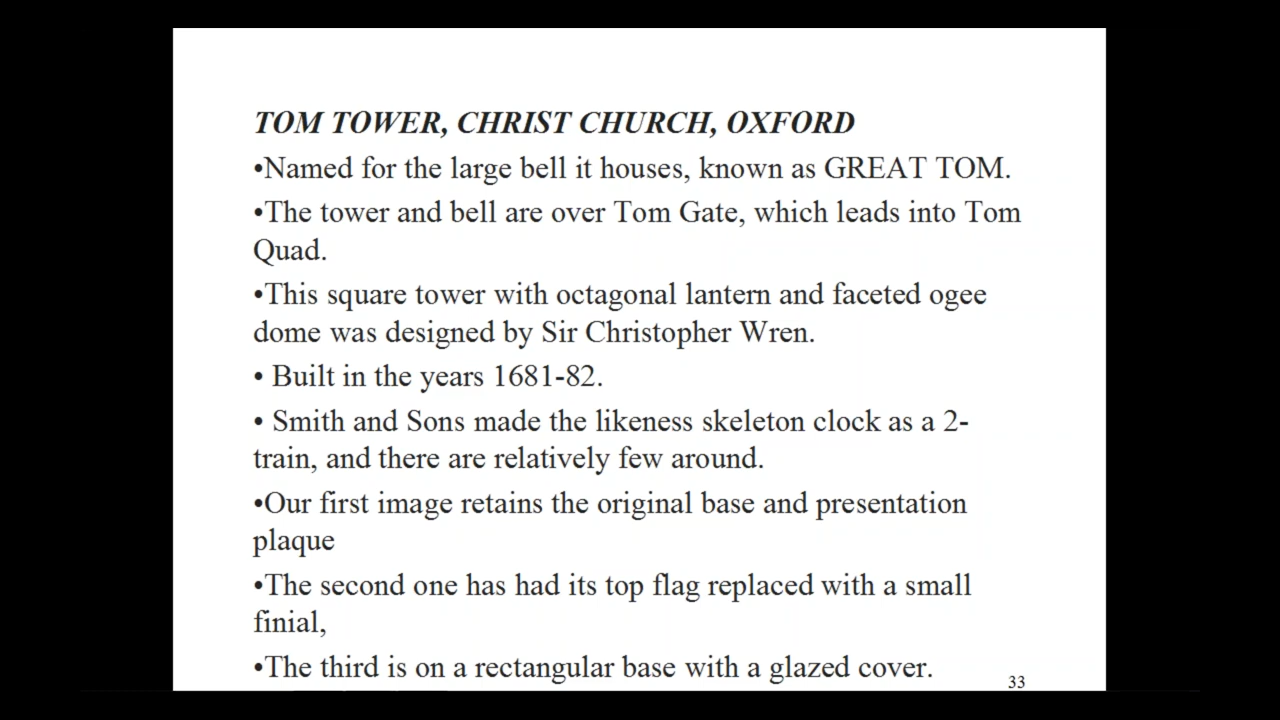 TOM TOWER, CHRIST CHURCH, OXFORD
•Named for the large bell it houses, known as GREAT TOM.
•The tower and bell are over Tom Gate, which leads into Tom
Quad.
•This square tower with octagonal lantern and faceted ogee
dome was designed by Sir Christopher Wren.
• Built in the years 1681-82.
• Smith and Sons made the likeness skeleton clock as a 2-
train, and there are relatively few around.
•Our first image retains the original base and presentation
plaque
•The second one has had its top flag replaced with a small
finial,
•The third is on a rectangular base with a glazed cover.
33